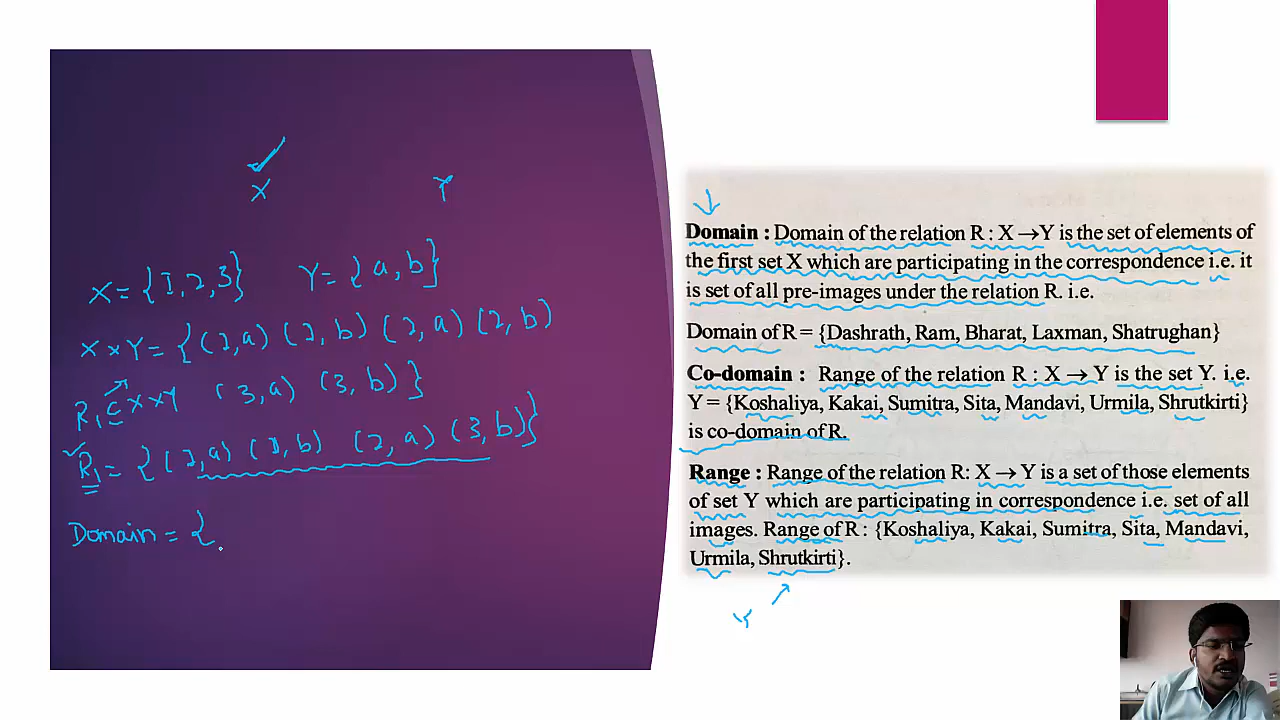 X Y
X = {1, 2, 3} Y = {a, b}
X × Y = {(1, a) (1, b) (2, a) (2, b)
(3, a) (3, b)}
R₁ ⊆ X × Y
R₁ = {(1, a) (1, b) (2, a) (3, b)}
Domain = {
Domain : Domain of the relation R : X →Y is the set of elements of
the first set X which are participating in the correspondence i.e. it
is set of all pre-images under the relation R. i.e.
Domain of R = {Dashrath, Ram, Bharat, Laxman, Shatrughan}
Co-domain : Range of the relation R : X → Y is the set Y. i.e.
Y = {Koshaliya, Kakai, Sumitra, Sita, Mandavi, Urmila, Shrutkirti}
is co-domain of R.
Range : Range of the relation R: X → Y is a set of those elements
of set Y which are participating in correspondence i.e. set of all
images. Range of R : {Koshaliya, Kakai, Sumitra, Sita, Mandavi,
Urmila, Shrutkirti}.
Y